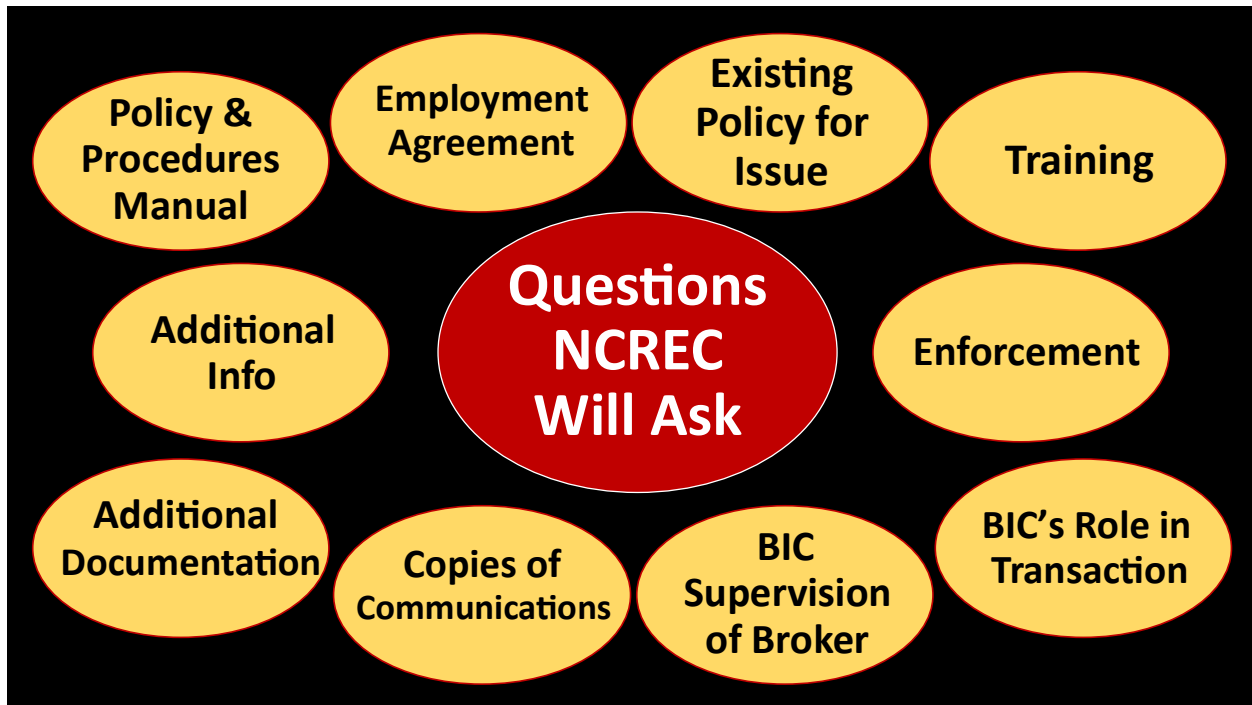 Policy &
Procedures
Manual
Employment
Agreement
Existing
Policy for
Issue
Training
Additional
Info
Questions
NCREC
Will Ask
Enforcement
Additional
Documentation
Copies of
Communications
BIC
Supervision
of Broker
BIC’s Role in
Transaction